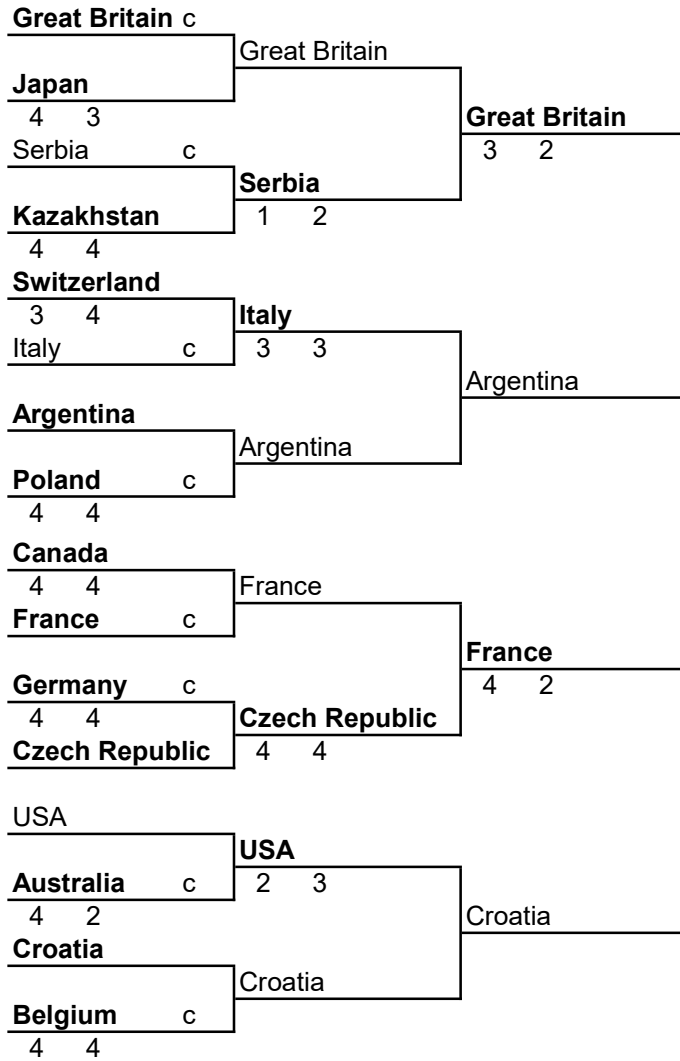 Great Britain c
Great Britain
Japan
4 3
Great Britain
3 2
Serbia c
Serbia
1 2
Kazakhstan
4 4
Switzerland
3 4
Italy
3 3
Italy c
Argentina
Argentina
Argentina
Poland c
4 4
Canada
4 4
France
France c
France
4 2
Germany c
4 4
Czech Republic
4 4
Czech Republic
USA
USA
2 3
Australia c
4 2
Croatia
Croatia
Croatia
Belgium c
4 4